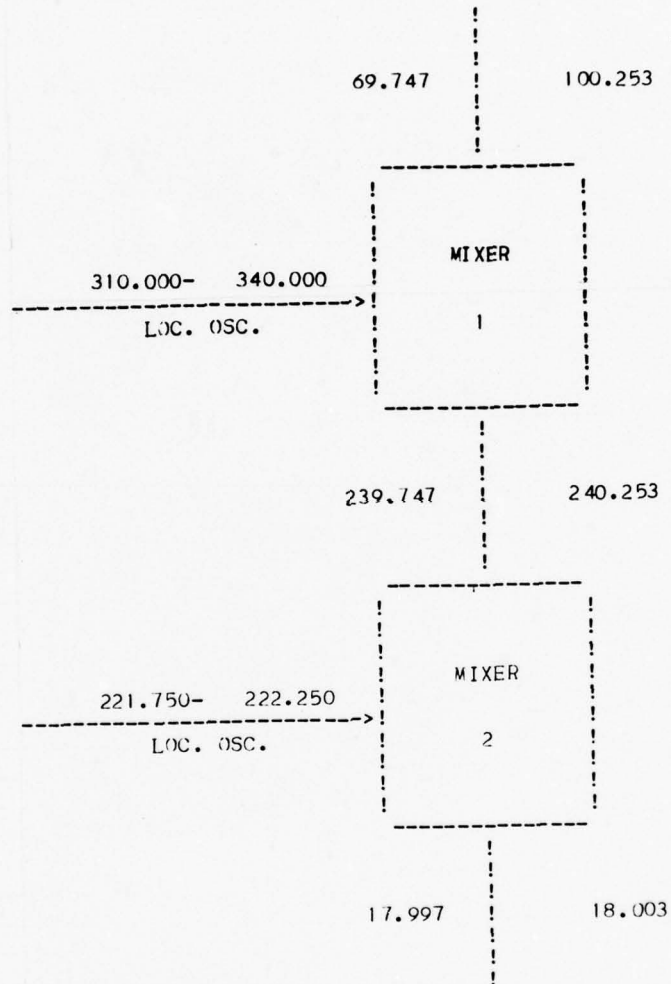 69.747 100.253
MIXER
310.000- 340.000
LOC. OSC.
1
239.747 240.253
MIXER
221.750- 222.250
LOC. OSC.
2
17.997 18.003